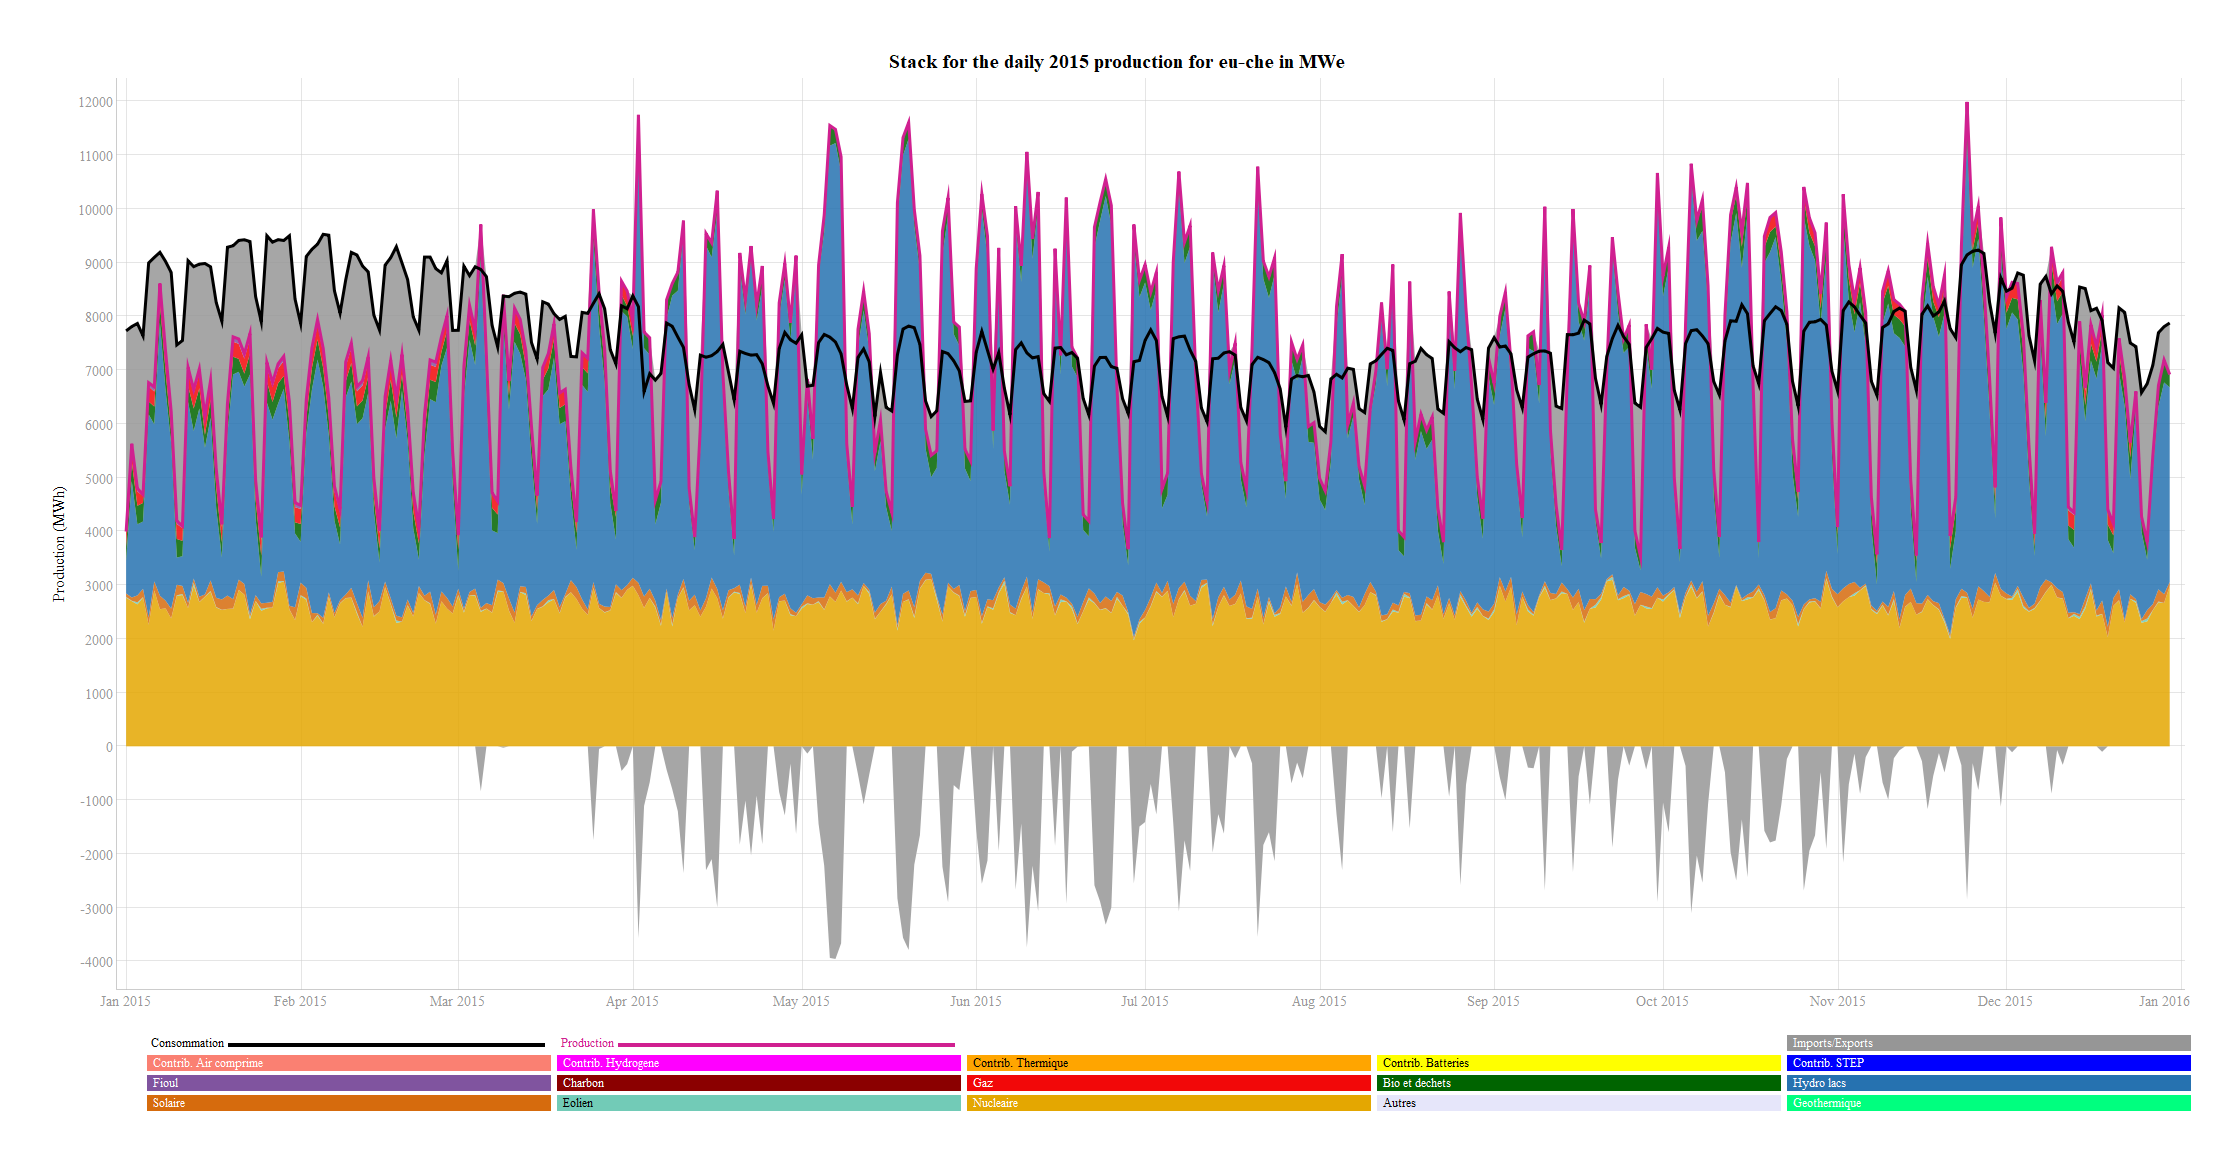 Stack for the daily 2015 production for eu-che in MWe
Production (MWh)
12000
11000
10000
9000
8000
7000
6000
5000
4000
3000
2000
1000
0
-1000
-2000
-3000
-4000
Jan 2015 Feb 2015 Mar 2015 Apr 2015 May 2015 Jun 2015 Jul 2015 Aug 2015 Sep 2015 Oct 2015 Nov 2015 Dec 2015 Jan 2016
Consommation Production Imports/Exports
Contrib. Air comprime Contrib. Hydrogene Contrib. Thermique Contrib. Batteries Contrib. STEP
Fioul Charbon Gaz Bio et dechets Hydro lacs
Solaire Eolien Nucleaire Autres Geothermique